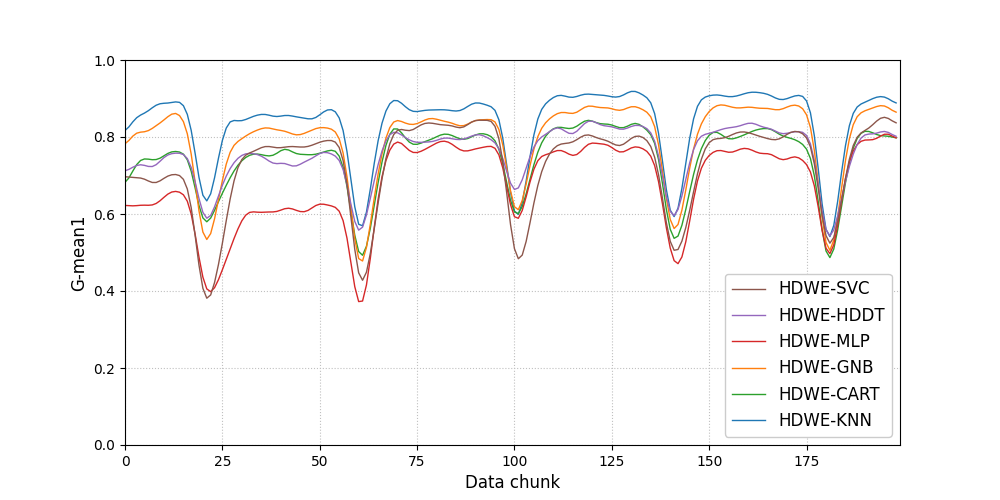 1.0
0.8
0.6
0.4
0.2
0.0
G-mean1
0 25 50 75 100 125 150 175
Data chunk
HDWE-SVC
HDWE-HDDT
HDWE-MLP
HDWE-GNB
HDWE-CART
HDWE-KNN